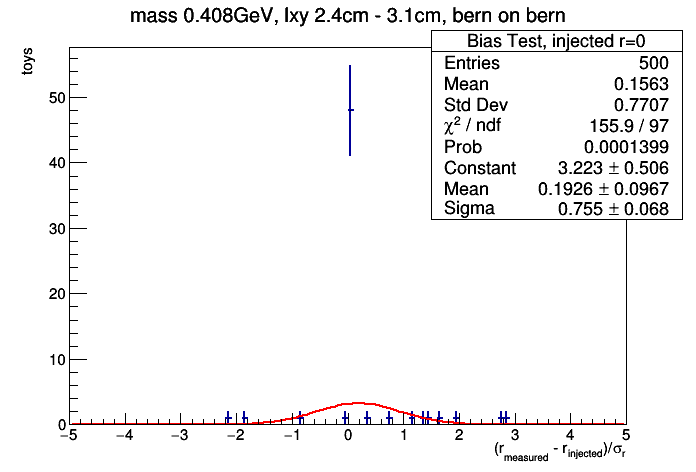 mass 0.408GeV, lxy 2.4cm - 3.1cm, bern on bern
Bias Test, injected r=0
Entries 500
Mean 0.1563
Std Dev 0.7707
χ² / ndf 155.9 / 97
Prob 0.0001399
Constant 3.223 ± 0.506
Mean 0.1926 ± 0.0967
Sigma 0.755 ± 0.068
toys
50
40
30
20
10
0
−5 −4 −3 −2 −1 0 1 2 3 4 5
(r_measured - r_injected)/σ_r